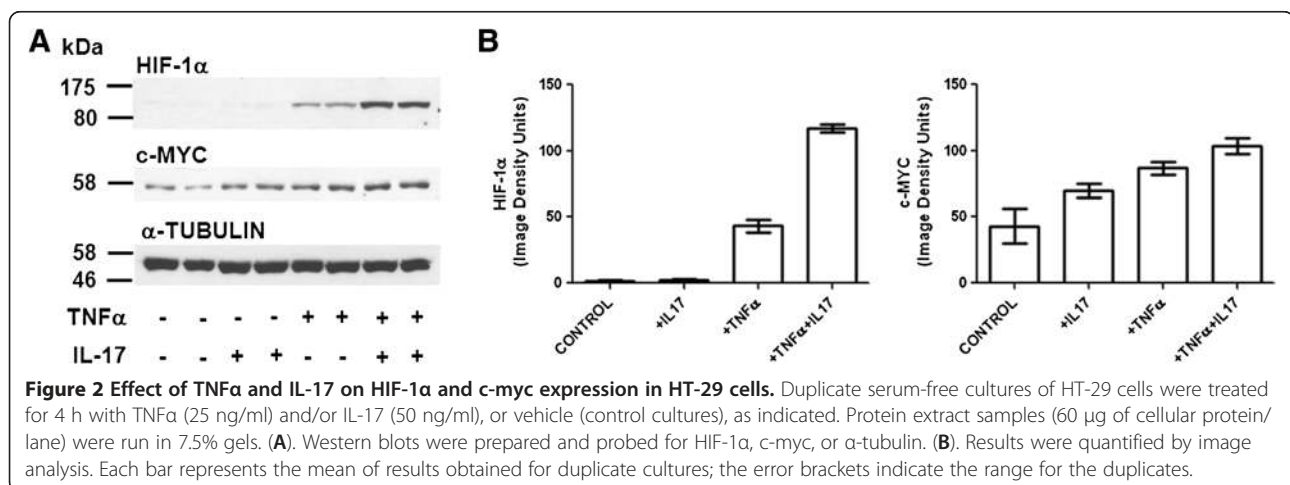 A kDa
HIF-1α
175
80
c-MYC
58
α-TUBULIN
58
46
TNFα - - - - + + + +
IL-17 - - + + - - + +
B
150
100
50
0
HIF-1α
(Image Density Units)
CONTROL
+IL17
+TNFα
+TNFα+IL17
150
100
50
0
c-MYC
(Image Density Units)
CONTROL
+IL17
+TNFα
+TNFα+IL17
Figure 2 Effect of TNFα and IL-17 on HIF-1α and c-myc expression in HT-29 cells. Duplicate serum-free cultures of HT-29 cells were treated
for 4 h with TNFα (25 ng/ml) and/or IL-17 (50 ng/ml), or vehicle (control cultures), as indicated. Protein extract samples (60 μg of cellular protein/
lane) were run in 7.5% gels. (A). Western blots were prepared and probed for HIF-1α, c-myc, or α-tubulin. (B). Results were quantified by image
analysis. Each bar represents the mean of results obtained for duplicate cultures; the error brackets indicate the range for the duplicates.